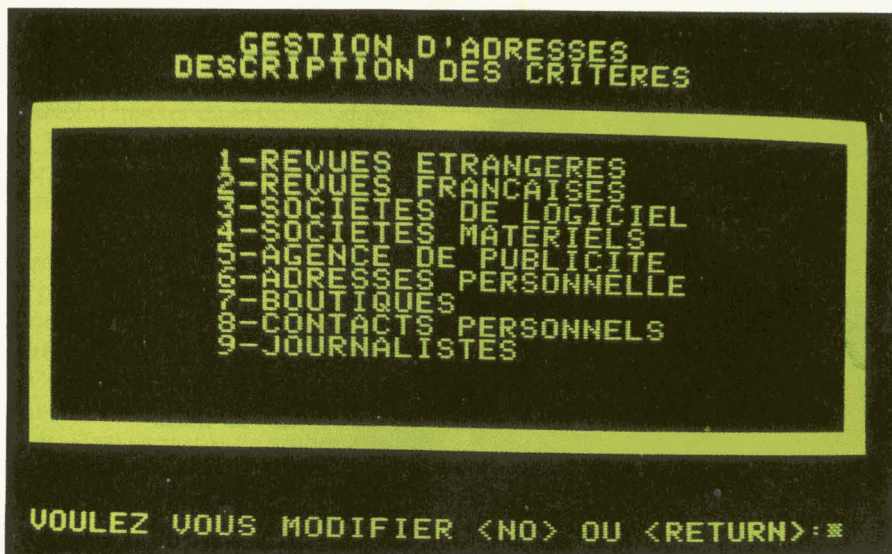 GESTION D'ADRESSES
DESCRIPTION DES CRITERES
1-REVUES ETRANGERES
2-REVUES FRANCAISES
3-SOCIETES DE LOGICIEL
4-SOCIETES MATERIELS
5-AGENCE DE PUBLICITE
6-ADRESSES PERSONNELLE
7-BOUTIQUES
8-CONTACTS PERSONNELS
9-JOURNALISTES
VOULEZ VOUS MODIFIER <NO> OU <RETURN>: